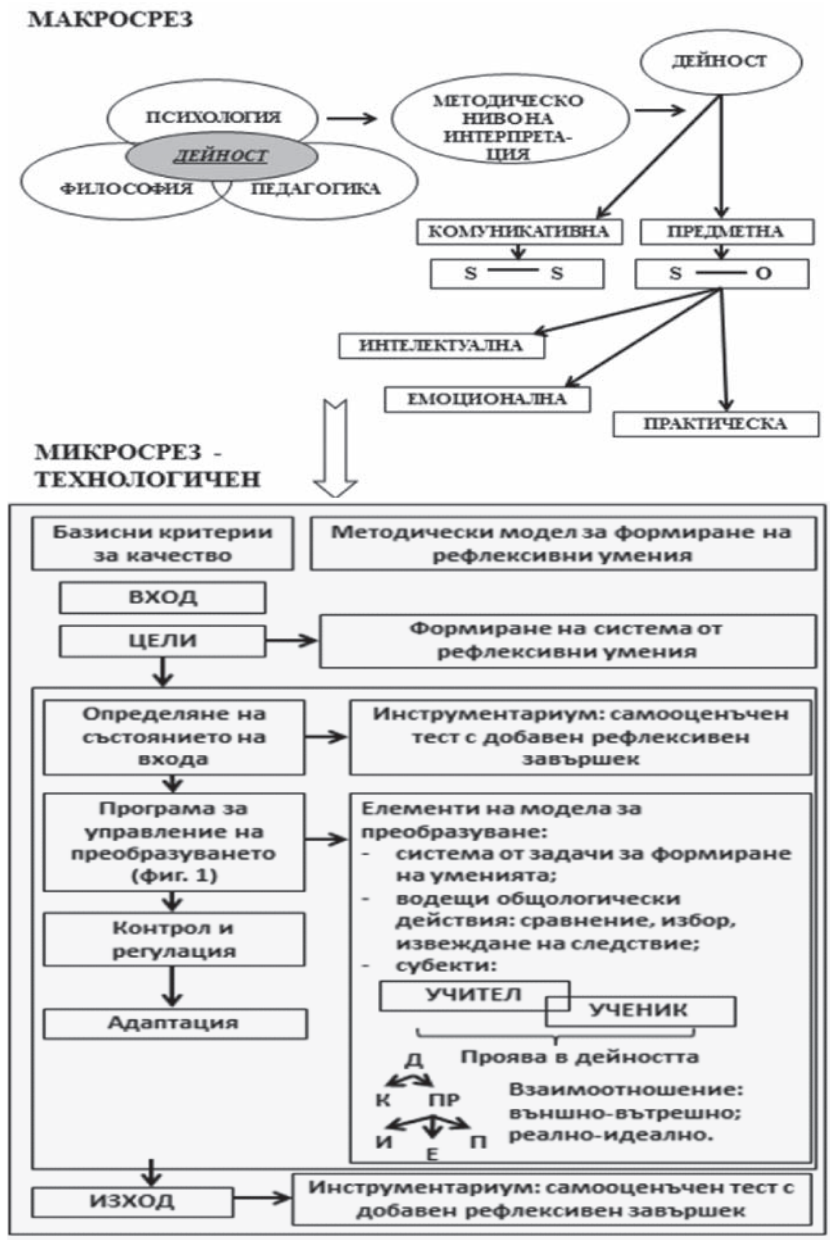 МАКРОСРЕЗ
ПСИХОЛОГИЯ
ДЕЙНОСТ
ФИЛОСОФИЯ
ПЕДАГОГИКА
МЕТОДИЧЕСКО
НИВО НА
ИНТЕРПРЕТА-
ЦИЯ
ДЕЙНОСТ
КОМУНИКАТИВНА
ПРЕДМЕТНА
S — S
S — O
ИНТЕЛЕКТУАЛНА
ЕМОЦИОНАЛНА
ПРАКТИЧЕСКА
МИКРОСРЕЗ -
ТЕХНОЛОГИЧЕН
Базисни критерии
за качество
Методически модел за формиране на
рефлексивни умения
ВХОД
ЦЕЛИ
Формиране на система от
рефлексивни умения
Определяне на
състоянието на
входа
Инструментариум: самооценъчен
тест с добавен рефлексивен
завършек
Програма за
управление на
преобразуването
(фиг. 1)
Контрол и
регулация
Адаптация
Елементи на модела за
преобразуване:
- система от задачи за формиране
на уменията;
- водещи общологически
действия: сравнение, избор,
извеждане на следствие;
- субекти:
УЧИТЕЛ
УЧЕНИК
Проява в дейността
Д
К ПР
И Е П
Взаимоотношение:
външно-вътрешно;
реално-идеално.
ИЗХОД
Инструментариум: самооценъчен тест с
добавен рефлексивен завършек